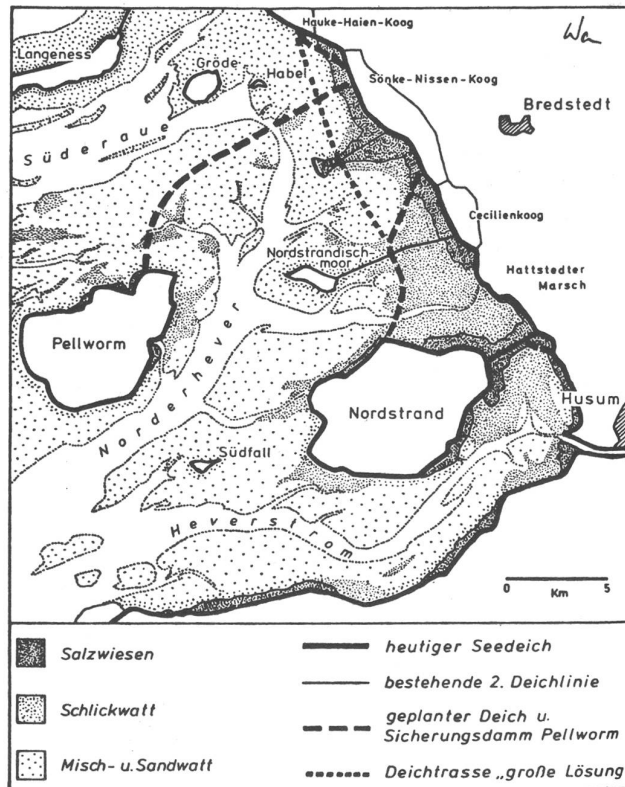 Hauke-Haien-Koog
Langeness
Gröde
Habel
Sönke-Nissen-Koog
Bredstedt
Süderaue
Cecilienkoog
Nordstrandisch-
moor
Hattstedter
Marsch
Pellworm
Norderhever
Nordstrand
Husum
Südfall
Heverstrom
0 5
Km
Salzwiesen
Schlickwatt
Misch- u. Sandwatt
heutiger Seedeich
bestehende 2. Deichlinie
geplanter Deich u.
Sicherungsdamm Pellworm
Deichtrasse „große Lösung